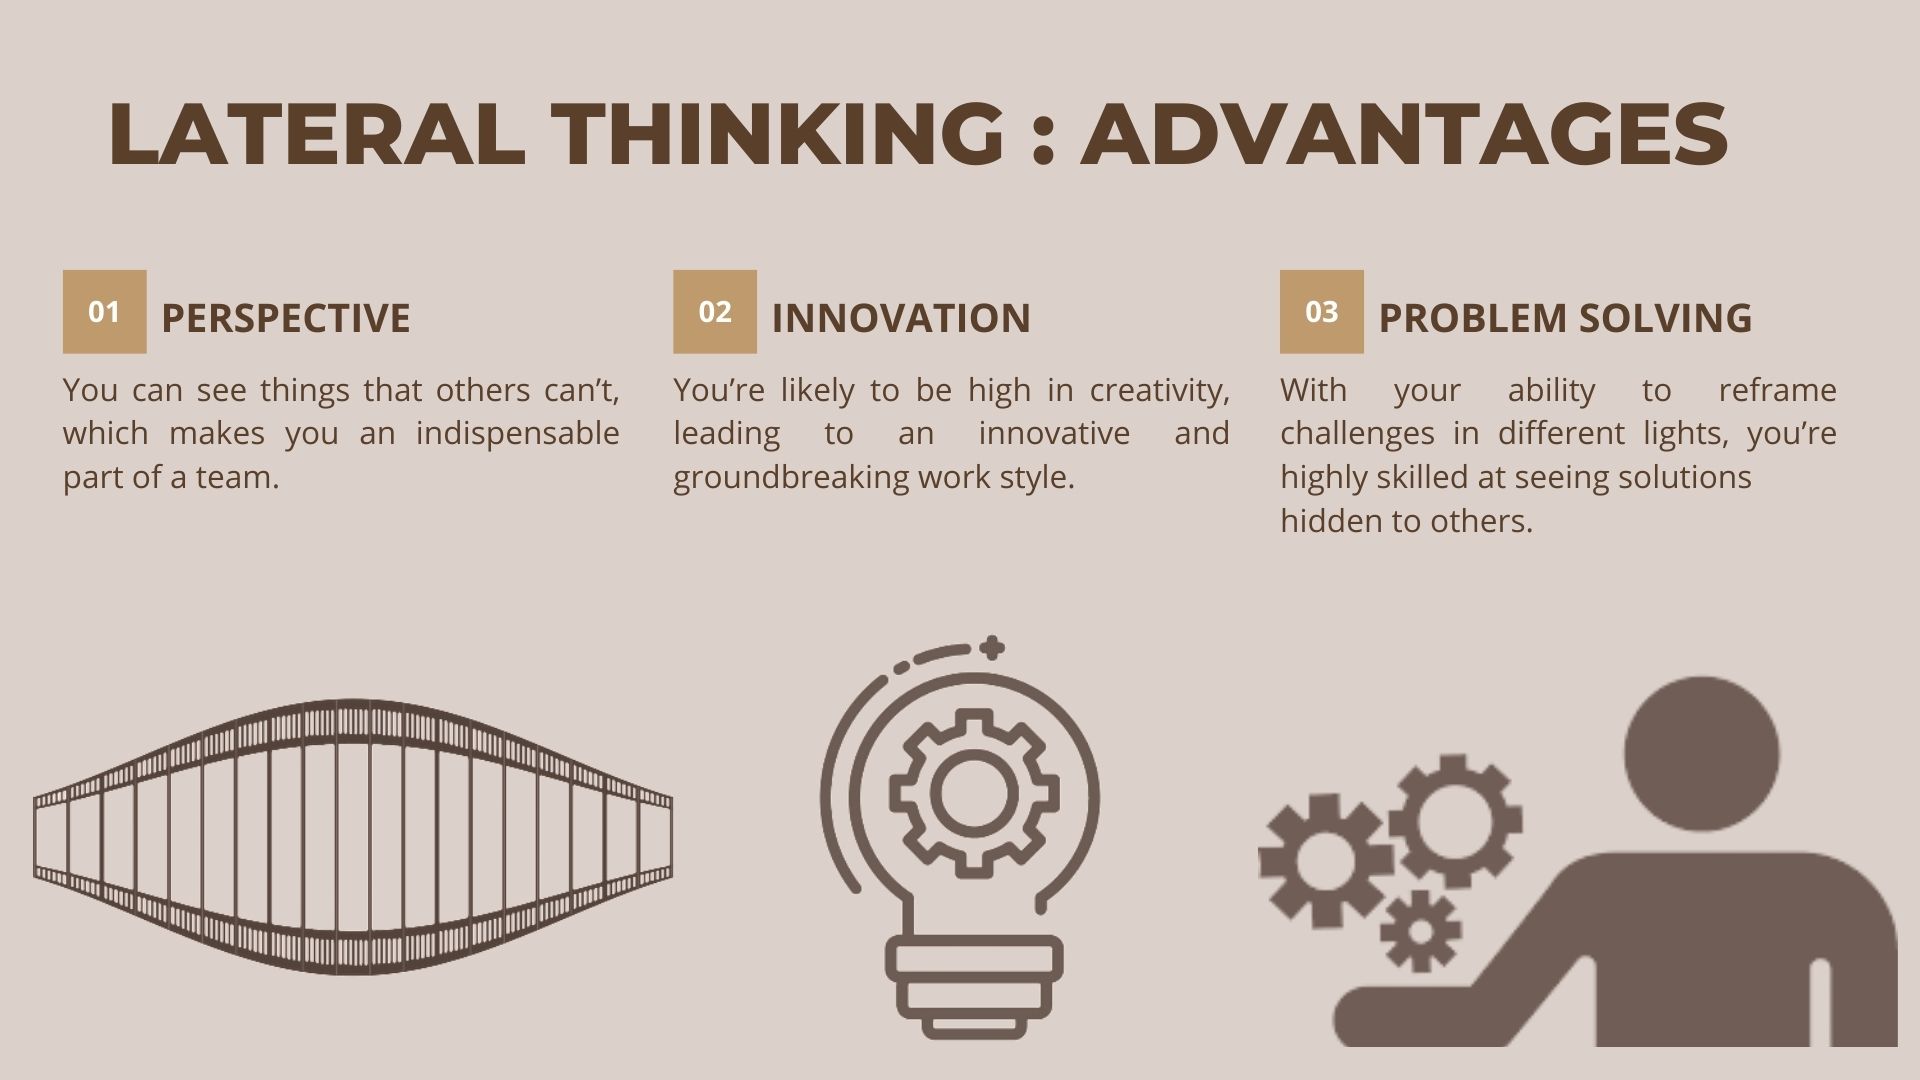 LATERAL THINKING : ADVANTAGES
01 PERSPECTIVE
You can see things that others can’t,
which makes you an indispensable
part of a team.
02 INNOVATION
You’re likely to be high in creativity,
leading to an innovative and
groundbreaking work style.
03 PROBLEM SOLVING
With your ability to reframe
challenges in different lights, you’re
highly skilled at seeing solutions
hidden to others.